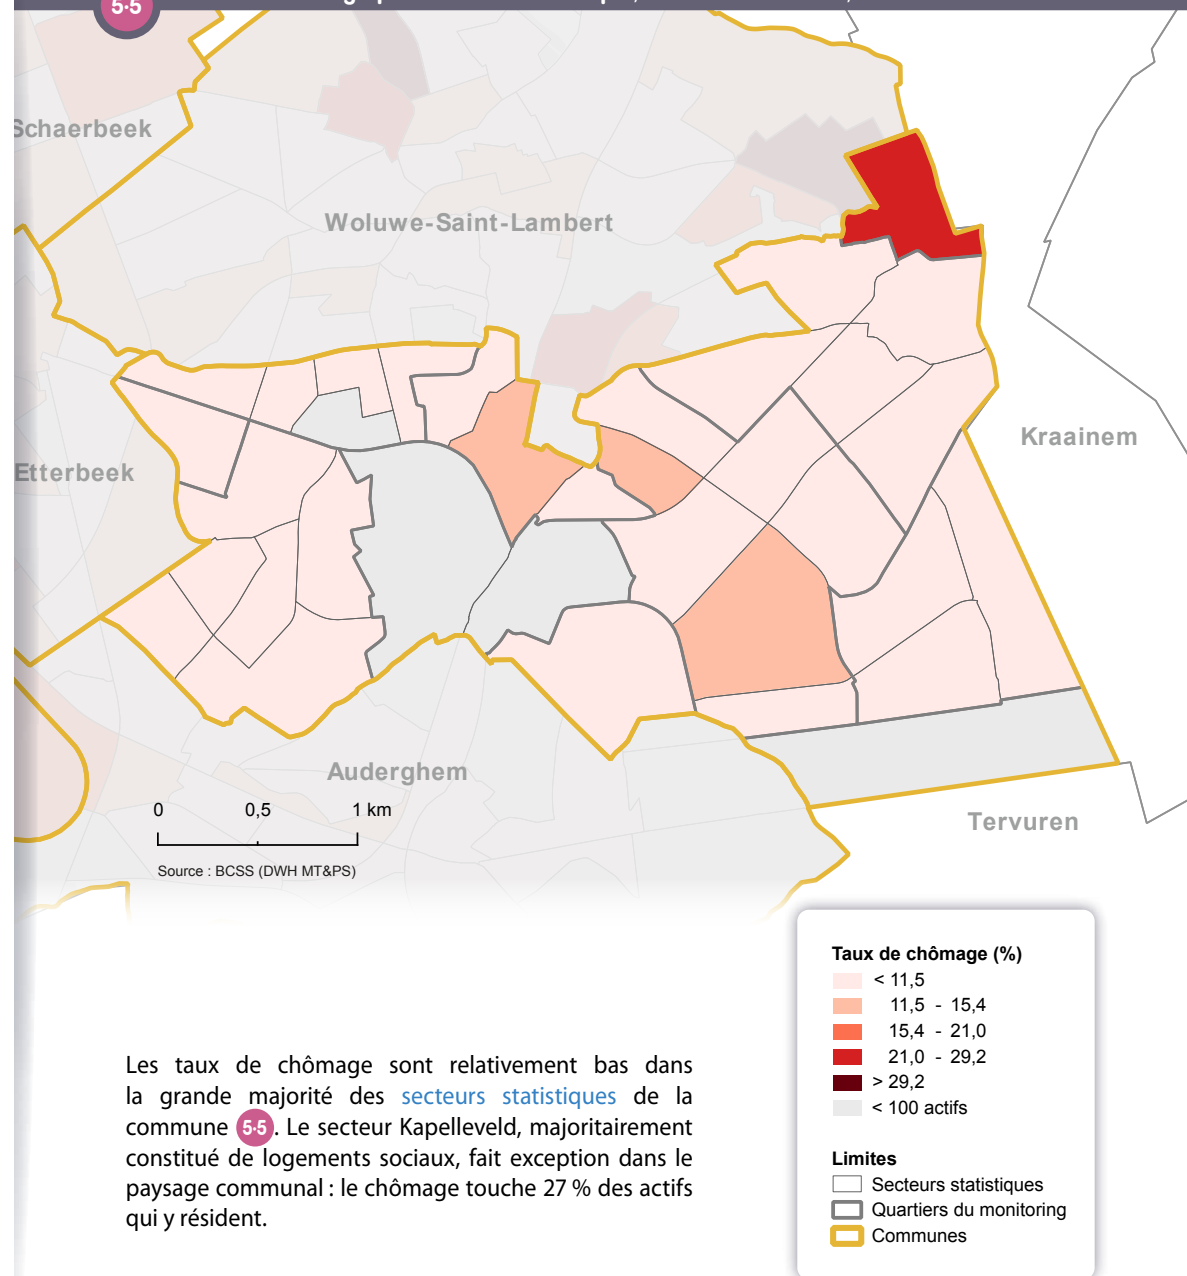 5·5
Schaerbeek
Woluwe-Saint-Lambert
Kraainem
Etterbeek
Auderghem
Tervuren
0 0,5 1 km
Source : BCSS (DWH MT&PS)
Taux de chômage (%)
< 11,5
11,5 - 15,4
15,4 - 21,0
21,0 - 29,2
> 29,2
< 100 actifs
Limites
Secteurs statistiques
Quartiers du monitoring
Communes
Les taux de chômage sont relativement bas dans
la grande majorité des secteurs statistiques de la
commune 5·5. Le secteur Kapelleveld, majoritairement
constitué de logements sociaux, fait exception dans le
paysage communal : le chômage touche 27 % des actifs
qui y résident.